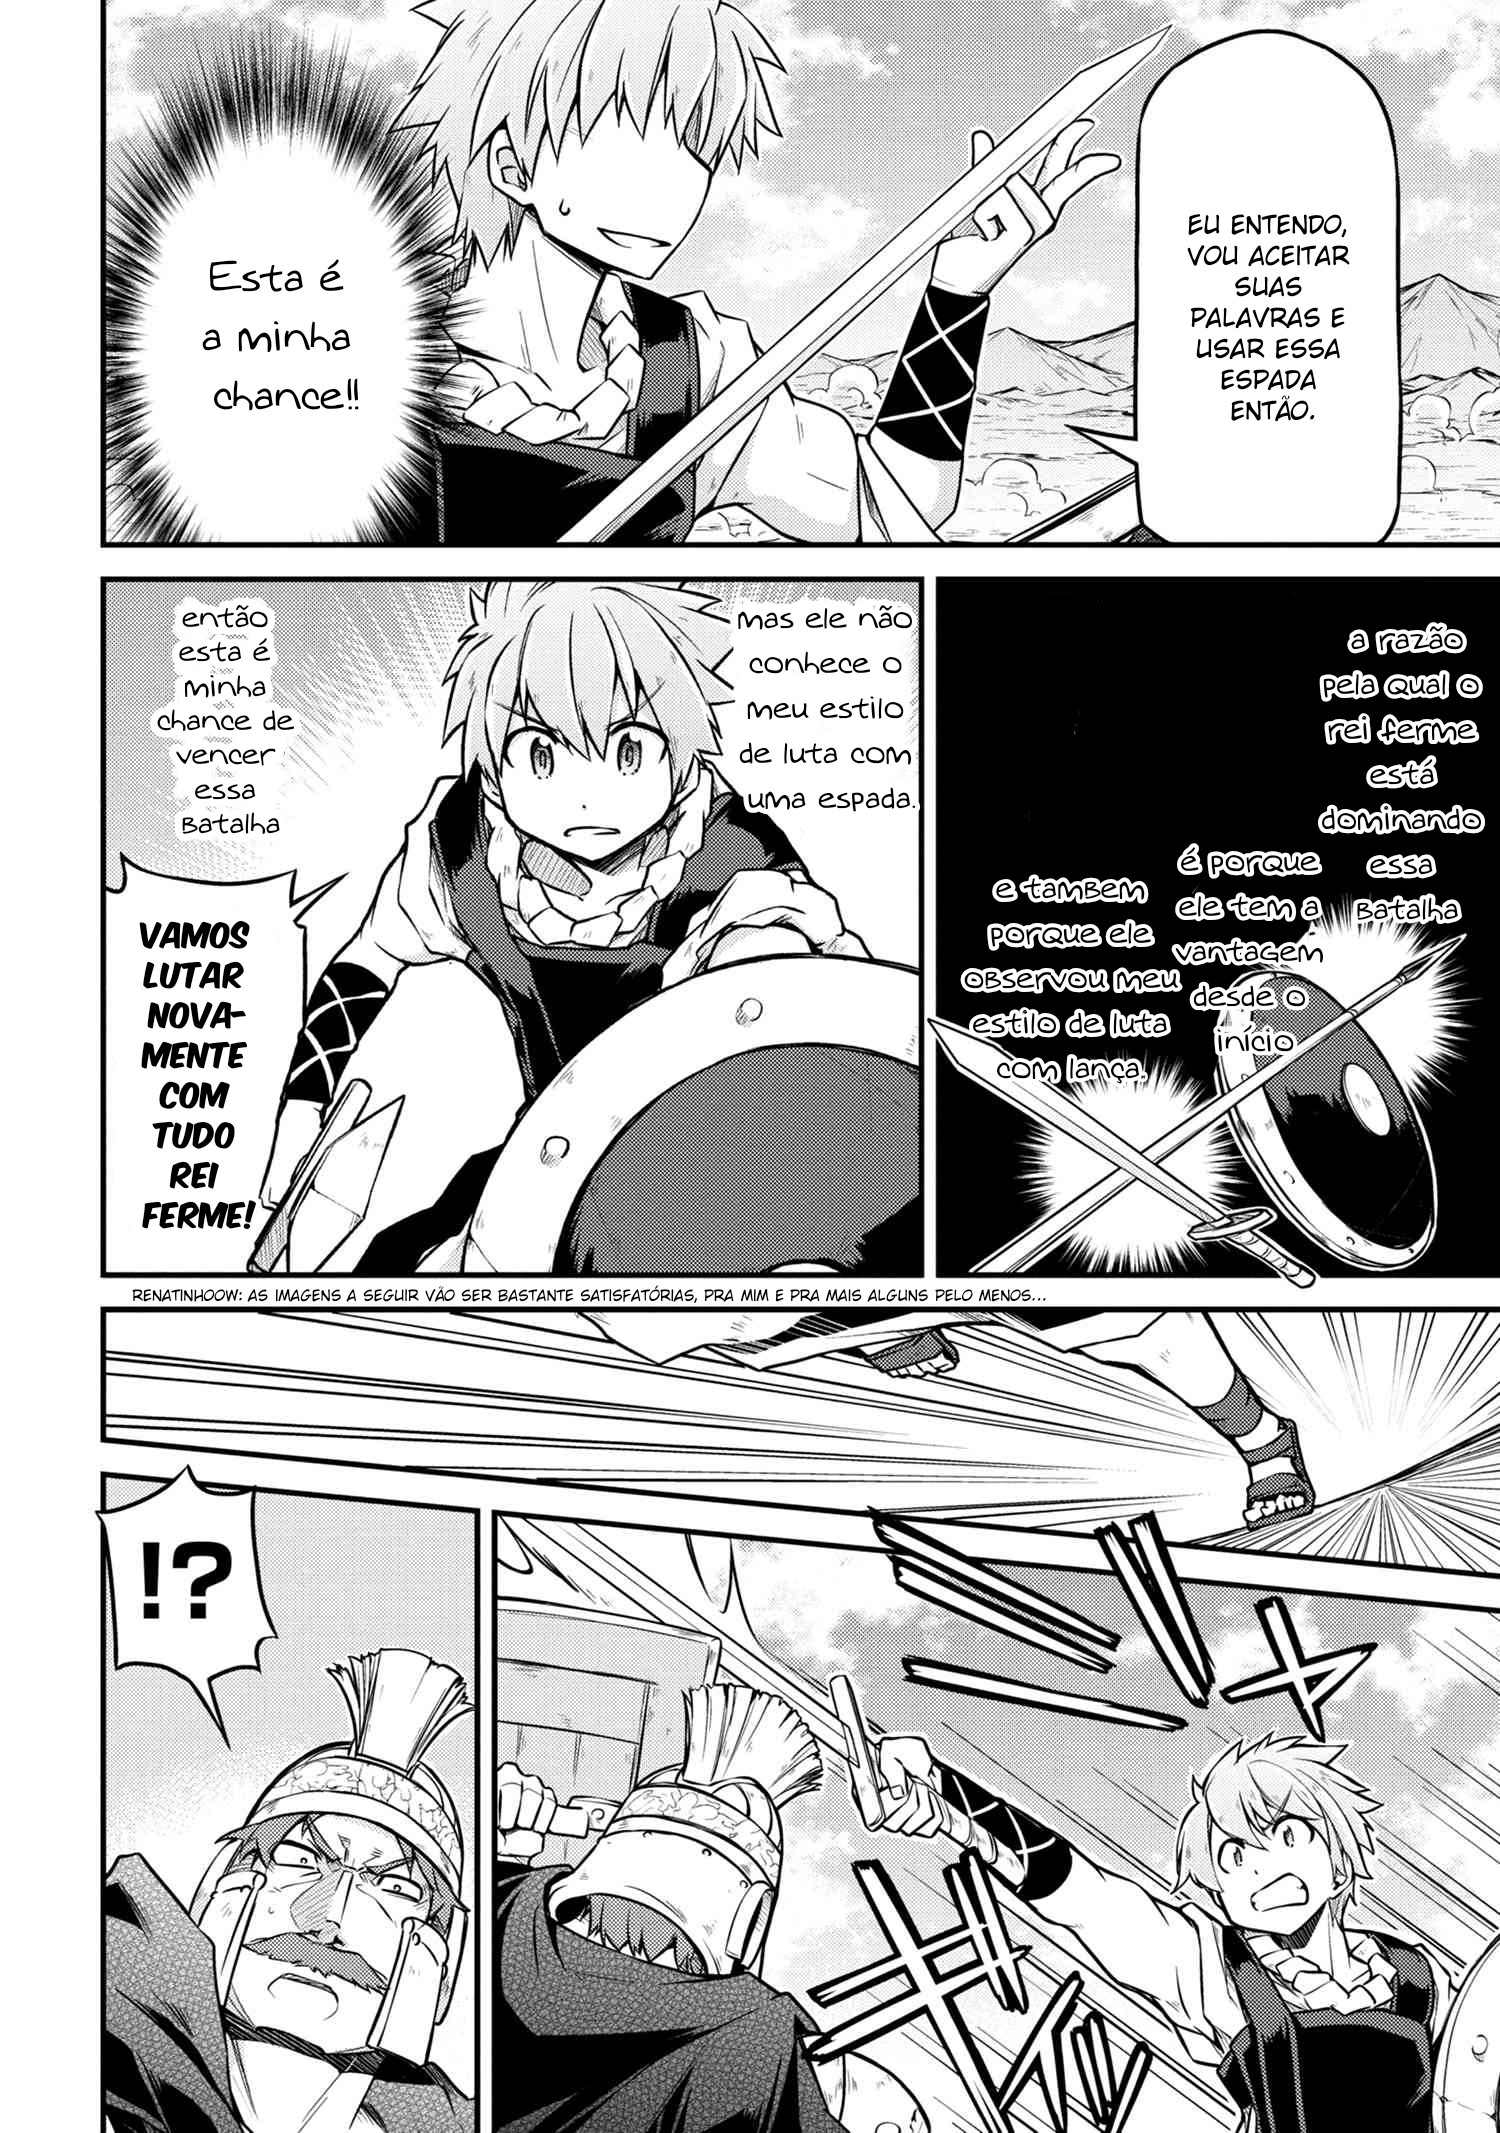 EU ENTENDO,
VOU ACEITAR
SUAS
PALAVRAS E
USAR ESSA
ESPADA
ENTÃO.
Esta é
a minha
chance!!
a razão
pela qual o
rei ferme
está
dominando
essa
Batalha
é porque
ele tem a
vantagem
desde o
início
e tambem
porque ele
observou meu
estilo de luta
com lança.
mas ele não
conhece o
meu estilo
de luta com
uma espada.
então
esta é
minha
chance de
vencer
essa
Batalha
VAMOS
LUTAR
NOVA-
MENTE
COM
TUDO
REI
FERME!
RENATINHOOW: AS IMAGENS A SEGUIR VÃO SER BASTANTE SATISFATÓRIAS, PRA MIM E PRA MAIS ALGUNS PELO MENOS...
!?